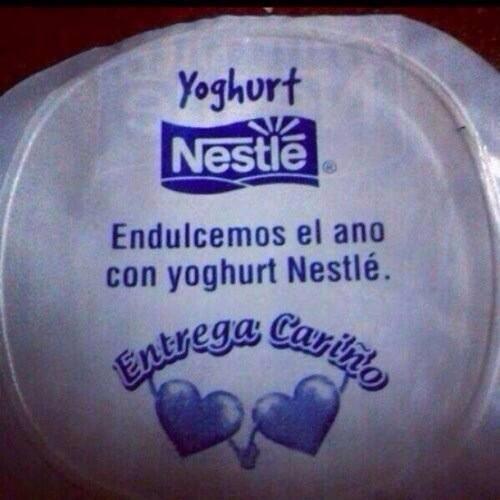 Yoghurt
Nestlé ®
Endulcemos el ano
con yoghurt Nestlé.
Entrega Cariño